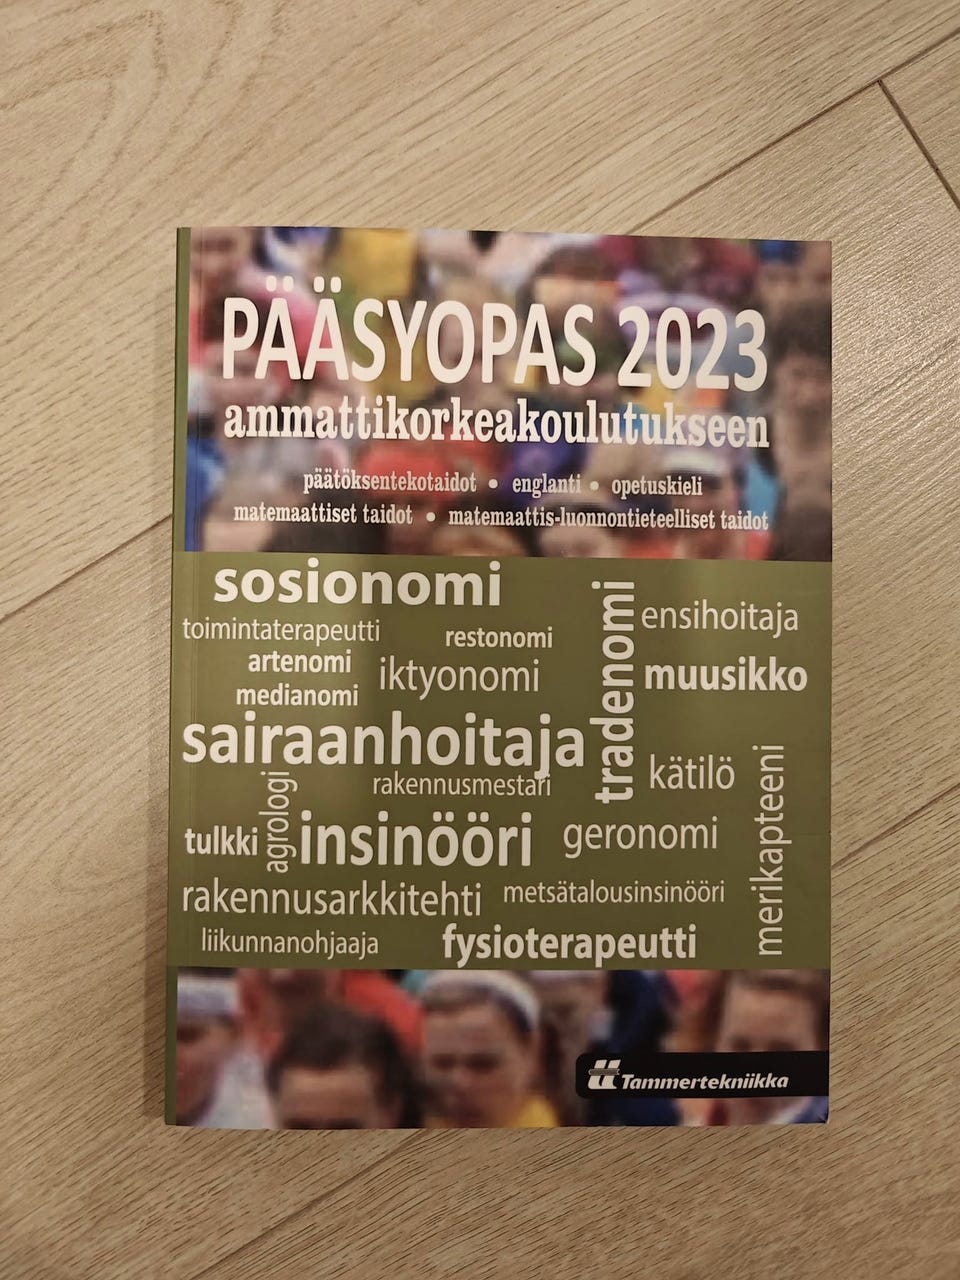 PÄÄSYOPAS 2023
ammattikorkeakoulutukseen
päätöksentekotaidot • englanti • opetuskieli
matemaattiset taidot • matemaattis-luonnontieteelliset taidot
sosionomi
tradenomi
ensihoitaja
toimintaterapeutti
restonomi
artenomi
iktyonomi
muusikko
medianomi
sairaanhoitaja
kätilö
merikapteeni
rakennusmestari
agrologi
tulkki
insinööri
geronomi
rakennusarkkitehti
metsätalousinsinööri
liikunnanohjaaja
fysioterapeutti
tt Tammertekniikka